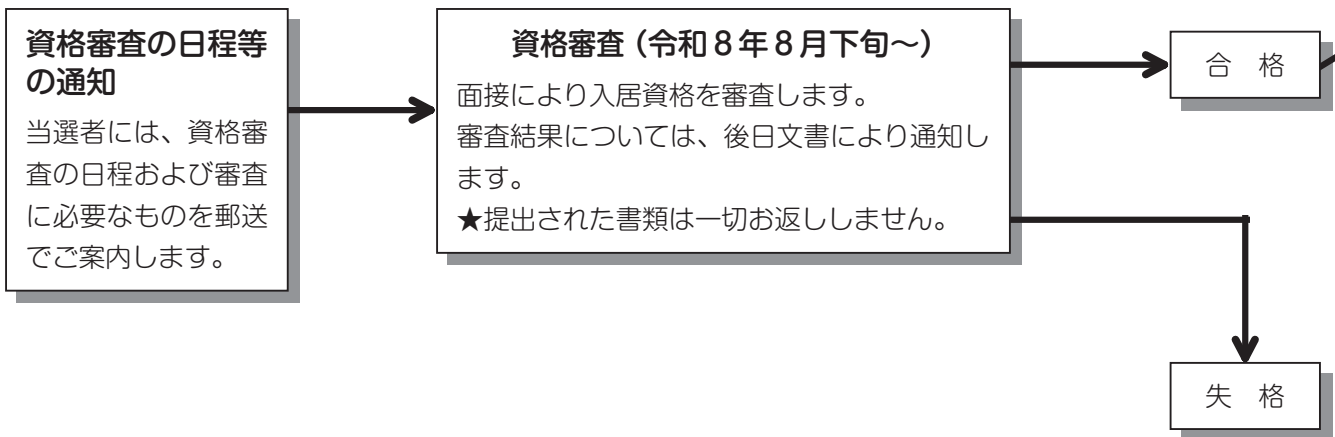 資格審査の日程等
の通知
当選者には、資格審
査の日程および審査
に必要なものを郵送
でご案内します。
資格審査（令和８年８月下旬～）
面接により入居資格を審査します。
審査結果については、後日文書により通知し
ます。
★提出された書類は一切お返ししません。
合　格
失　格